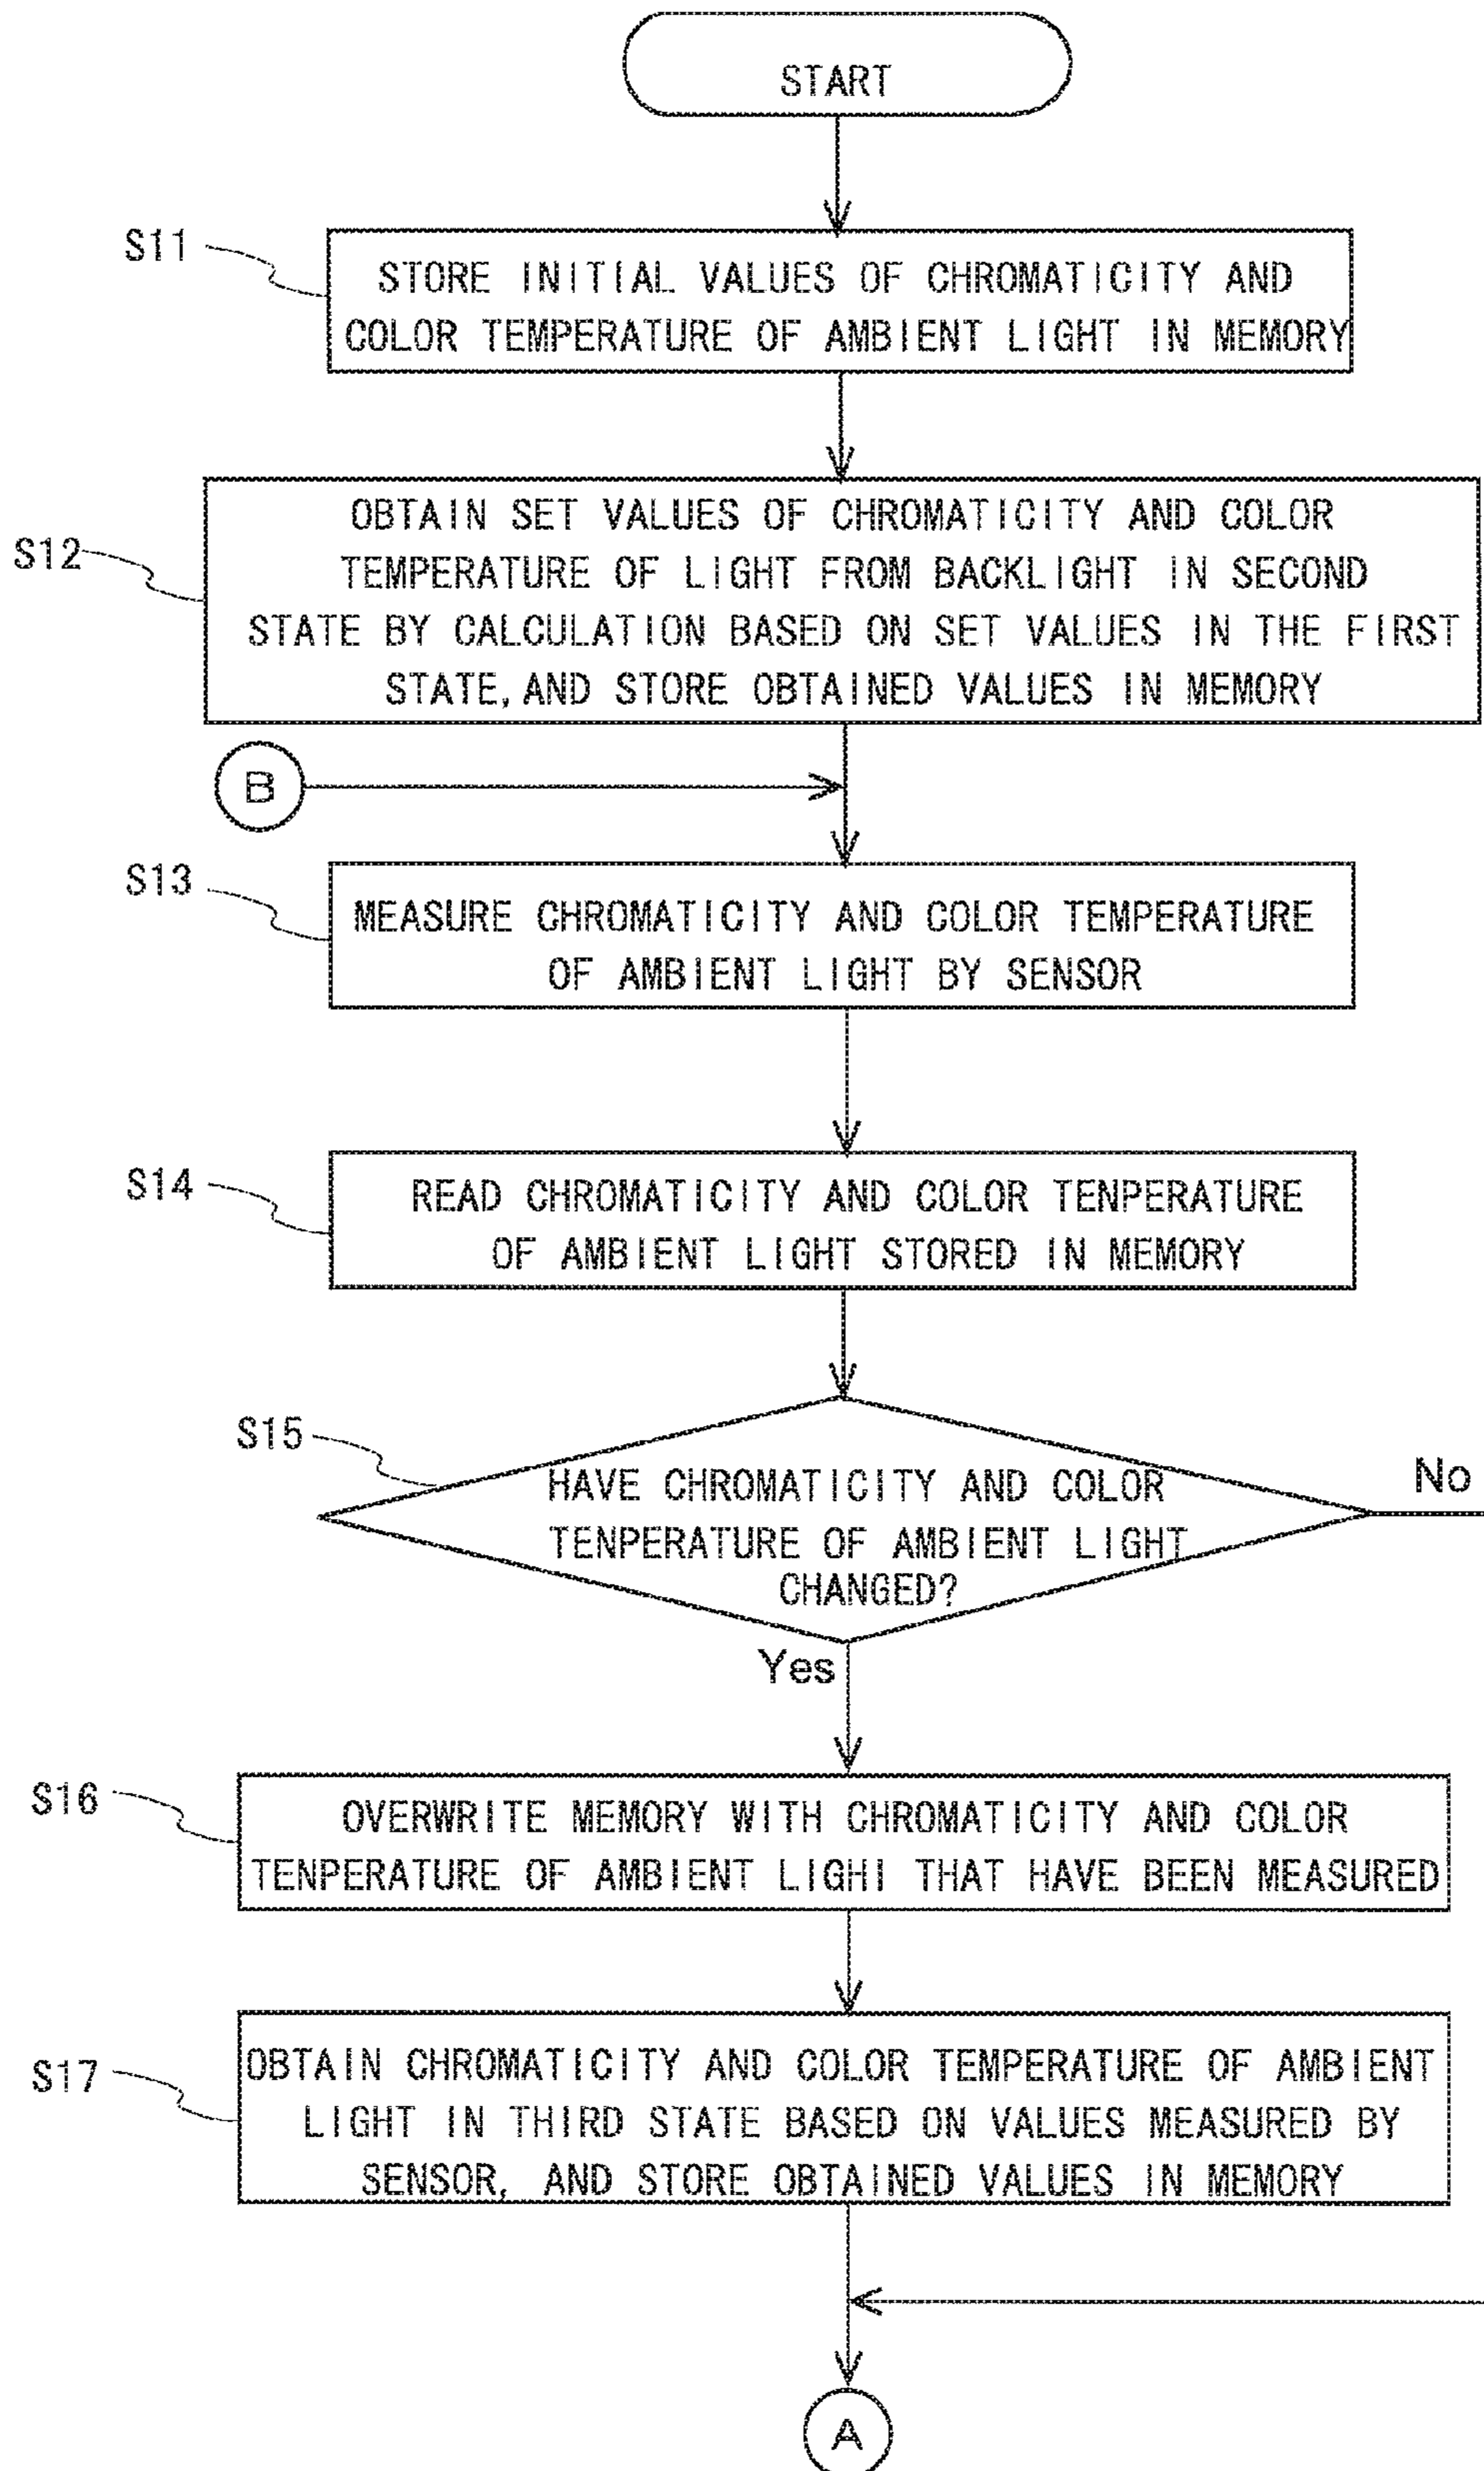 START
S11
STORE INITIAL VALUES OF CHROMATICITY AND
COLOR TEMPERATURE OF AMBIENT LIGHT IN MEMORY
S12
OBTAIN SET VALUES OF CHROMATICITY AND COLOR
TEMPERATURE OF LIGHT FROM BACKLIGHT IN SECOND
STATE BY CALCULATION BASED ON SET VALUES IN THE FIRST
STATE, AND STORE OBTAINED VALUES IN MEMORY
B
S13
MEASURE CHROMATICITY AND COLOR TEMPERATURE
OF AMBIENT LIGHT BY SENSOR
S14
READ CHROMATICITY AND COLOR TENPERATURE
OF AMBIENT LIGHT STORED IN MEMORY
S15
HAVE CHROMATICITY AND COLOR
TENPERATURE OF AMBIENT LIGHT
CHANGED?
No
Yes
S16
OVERWRITE MEMORY WITH CHROMATICITY AND COLOR
TENPERATURE OF AMBIENT LIGHI THAT HAVE BEEN MEASURED
S17
OBTAIN CHROMATICITY AND COLOR TEMPERATURE OF AMBIENT
LIGHT IN THIRD STATE BASED ON VALUES MEASURED BY
SENSOR, AND STORE OBTAINED VALUES IN MEMORY
A